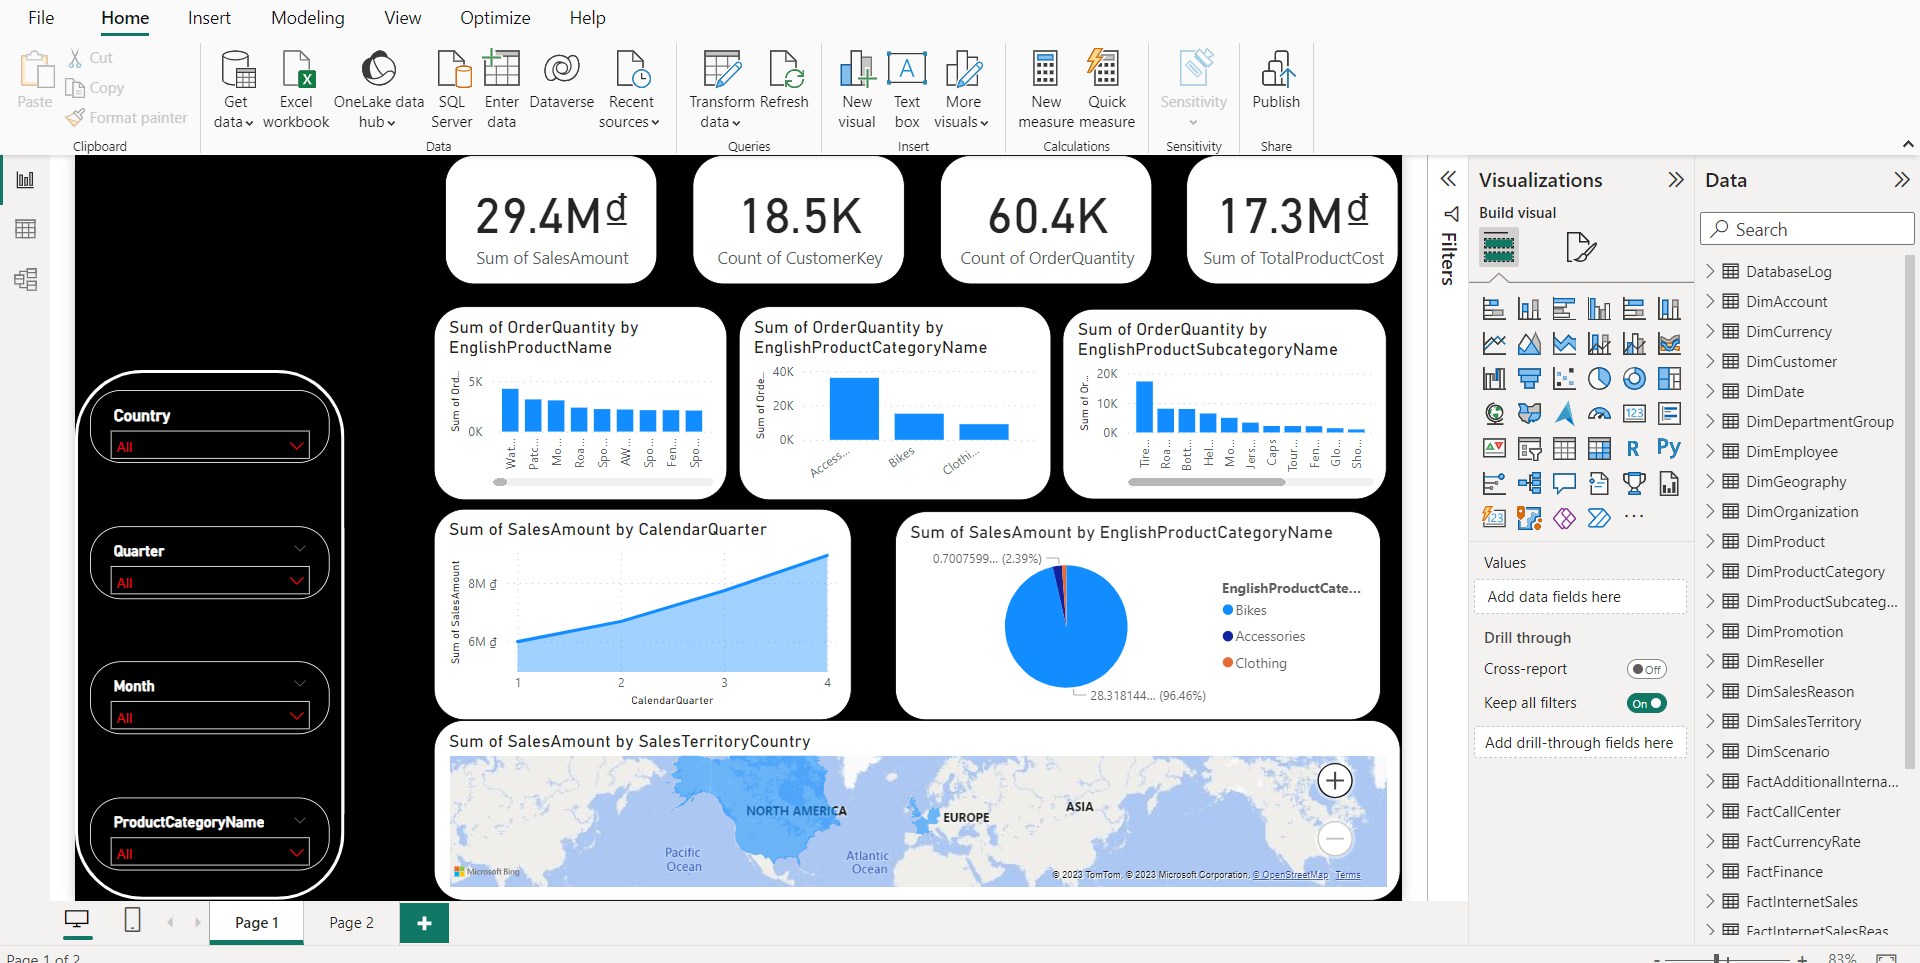 File Home Insert Modeling View Optimize Help
Paste
Cut
Copy
Format painter
Clipboard
Get data
Excel workbook
OneLake data hub
SQL Server
Enter data
Dataverse
Recent sources
Data
Transform data
Refresh
Queries
New visual
Text box
More visuals
Insert
New measure
Quick measure
Calculations
Sensitivity
Sensitivity
Publish
Share
29.4M₫
Sum of SalesAmount
18.5K
Count of CustomerKey
60.4K
Count of OrderQuantity
17.3M₫
Sum of TotalProductCost
Country
All
Quarter
All
Month
All
ProductCategoryName
All
Sum of OrderQuantity by
EnglishProductName
Sum of Ord...
5K
0K
Wat...
Patc...
Mo...
Roa...
Spo...
AW...
Spo...
Fen...
Spo...
Sum of OrderQuantity by
EnglishProductCategoryName
Sum of Orde...
40K
20K
0K
Access...
Bikes
Clothi...
Sum of OrderQuantity by
EnglishProductSubcategoryName
Sum of Or...
20K
10K
0K
Tire...
Roa...
Bott...
Hel...
Mo...
Jers...
Caps
Tour...
Fen...
Glo...
Sho...
Sum of SalesAmount by CalendarQuarter
Sum of SalesAmount
8M ₫
6M ₫
1 2 3 4
CalendarQuarter
Sum of SalesAmount by EnglishProductCategoryName
0.7007599... (2.39%)
28.318144... (96.46%)
EnglishProductCate...
Bikes
Accessories
Clothing
Sum of SalesAmount by SalesTerritoryCountry
NORTH AMERICA
EUROPE
ASIA
Pacific
Ocean
Atlantic
Ocean
Microsoft Bing
© 2023 TomTom, © 2023 Microsoft Corporation, © OpenStreetMap Terms
Filters
Visualizations
Build visual
123
R
Py
123
Values
Add data fields here
Drill through
Cross-report Off
Keep all filters On
Add drill-through fields here
Data
Search
DatabaseLog
DimAccount
DimCurrency
DimCustomer
DimDate
DimDepartmentGroup
DimEmployee
DimGeography
DimOrganization
DimProduct
DimProductCategory
DimProductSubcateg...
DimPromotion
DimReseller
DimSalesReason
DimSalesTerritory
DimScenario
FactAdditionalInterna...
FactCallCenter
FactCurrencyRate
FactFinance
FactInternetSales
FactInternetSalesReas
Page 1 Page 2
Page 1 of 2
83%